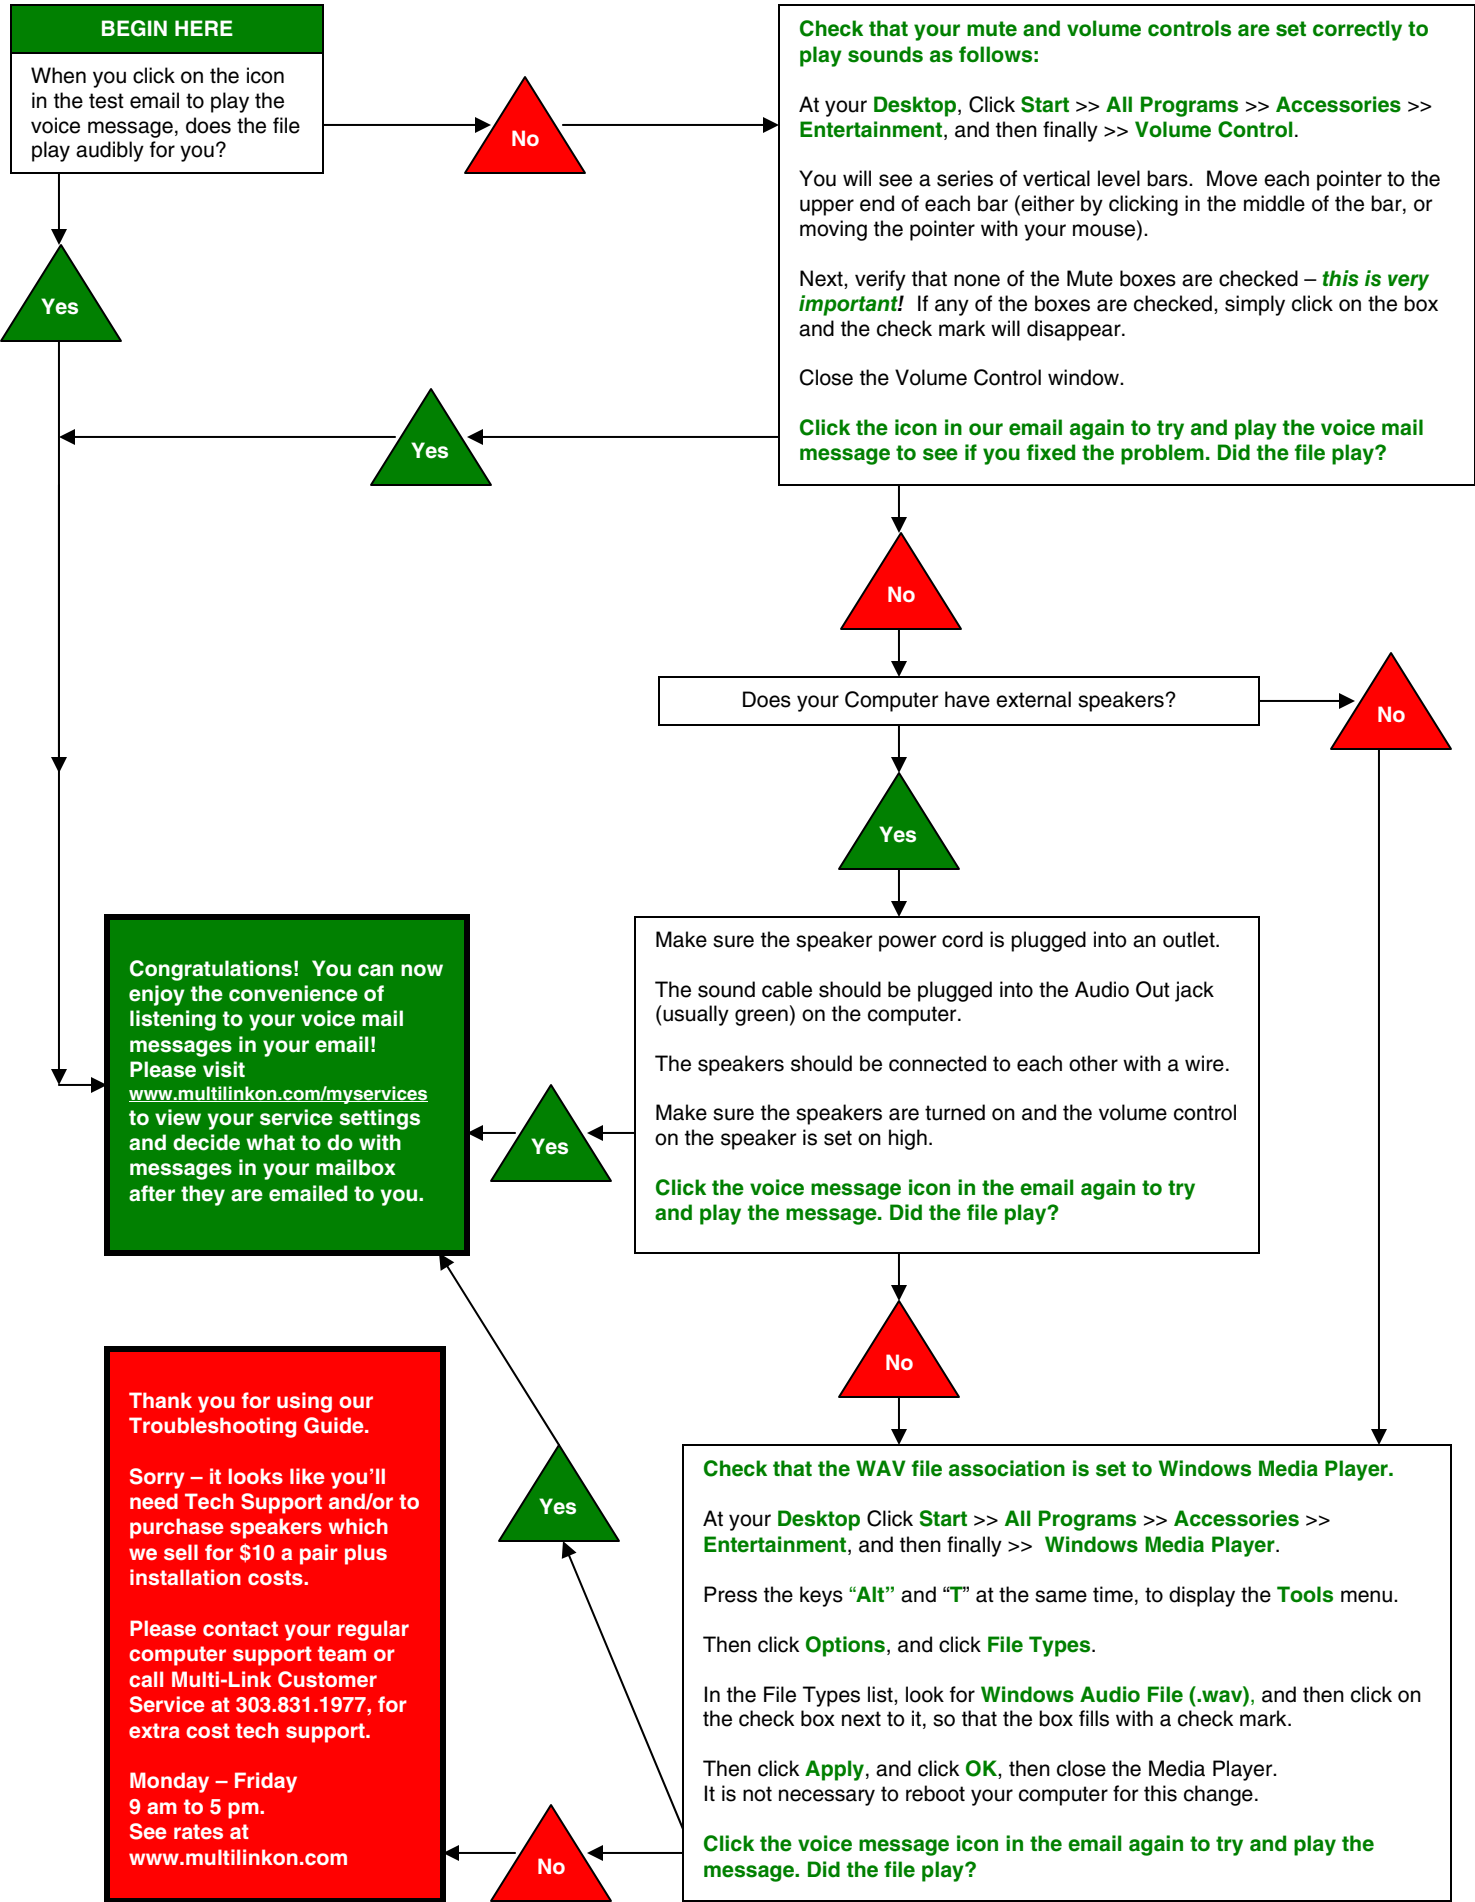 BEGIN HERE
When you click on the icon
in the test email to play the
voice message, does the file
play audibly for you?
No
Yes
Check that your mute and volume controls are set correctly to
play sounds as follows:
At your Desktop, Click Start >> All Programs >> Accessories >>
Entertainment, and then finally >> Volume Control.
You will see a series of vertical level bars.  Move each pointer to the
upper end of each bar (either by clicking in the middle of the bar, or
moving the pointer with your mouse).
Next, verify that none of the Mute boxes are checked – this is very
important!  If any of the boxes are checked, simply click on the box
and the check mark will disappear.
Close the Volume Control window.
Click the icon in our email again to try and play the voice mail
message to see if you fixed the problem. Did the file play?
Yes
No
Does your Computer have external speakers?
No
Yes
Make sure the speaker power cord is plugged into an outlet.
The sound cable should be plugged into the Audio Out jack
(usually green) on the computer.
The speakers should be connected to each other with a wire.
Make sure the speakers are turned on and the volume control
on the speaker is set on high.
Click the voice message icon in the email again to try
and play the message. Did the file play?
Yes
Congratulations!  You can now
enjoy the convenience of
listening to your voice mail
messages in your email!
Please visit
www.multilinkon.com/myservices
to view your service settings
and decide what to do with
messages in your mailbox
after they are emailed to you.
No
Check that the WAV file association is set to Windows Media Player.
At your Desktop Click Start >> All Programs >> Accessories >>
Entertainment, and then finally >>  Windows Media Player.
Press the keys “Alt” and “T” at the same time, to display the Tools menu.
Then click Options, and click File Types.
In the File Types list, look for Windows Audio File (.wav), and then click on
the check box next to it, so that the box fills with a check mark.
Then click Apply, and click OK, then close the Media Player.
It is not necessary to reboot your computer for this change.
Click the voice message icon in the email again to try and play the
message. Did the file play?
Yes
No
Thank you for using our
Troubleshooting Guide.
Sorry – it looks like you’ll
need Tech Support and/or to
purchase speakers which
we sell for $10 a pair plus
installation costs.
Please contact your regular
computer support team or
call Multi-Link Customer
Service at 303.831.1977, for
extra cost tech support.
Monday – Friday
9 am to 5 pm.
See rates at
www.multilinkon.com